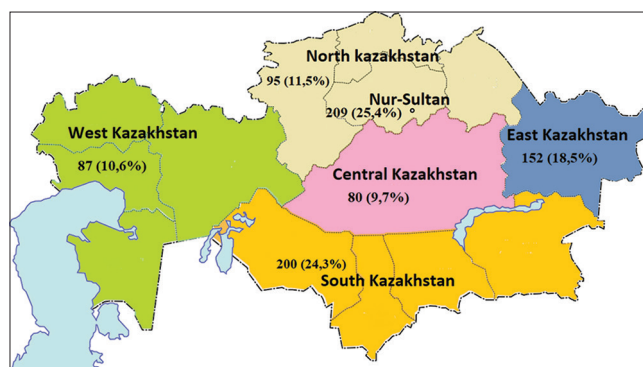 North kazakhstan
95 (11,5%)
Nur-Sultan
209 (25,4%)
West Kazakhstan
87 (10,6%)
East Kazakhstan
152 (18,5%)
Central Kazakhstan
80 (9,7%)
200 (24,3%)
South Kazakhstan